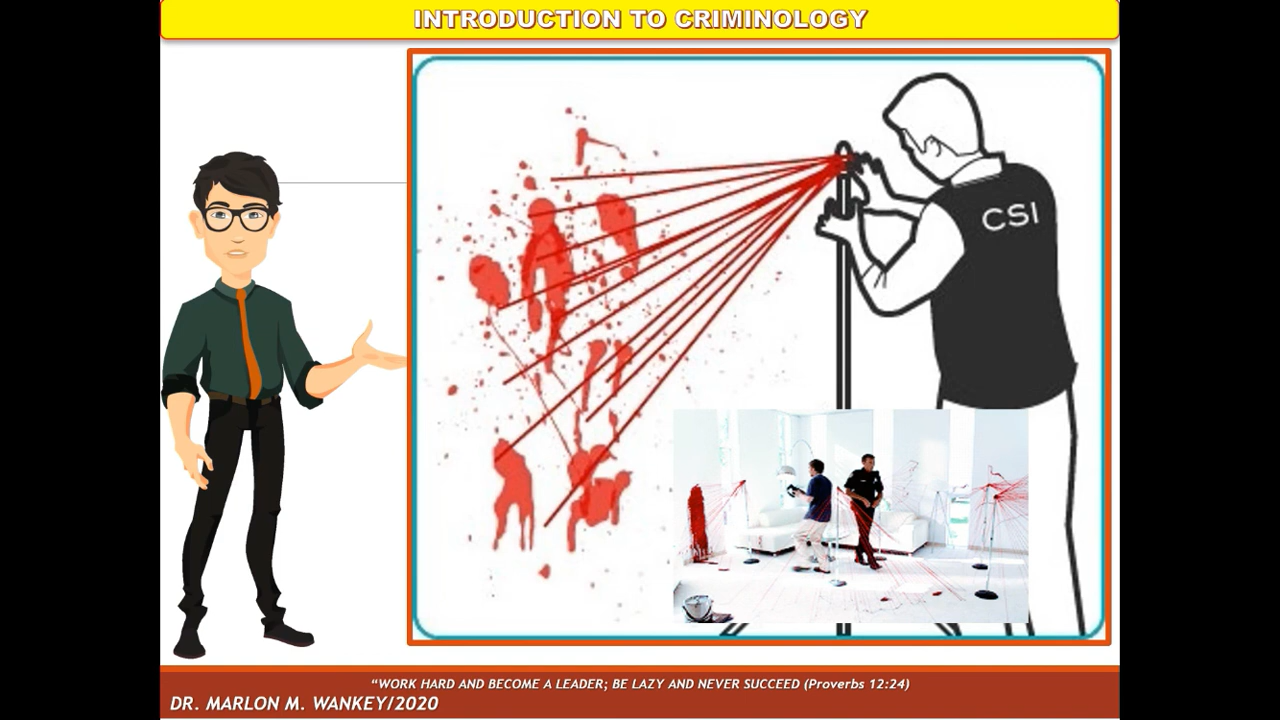 INTRODUCTION TO CRIMINOLOGY
CSI
“WORK HARD AND BECOME A LEADER; BE LAZY AND NEVER SUCCEED (Proverbs 12:24)
DR. MARLON M. WANKEY/2020